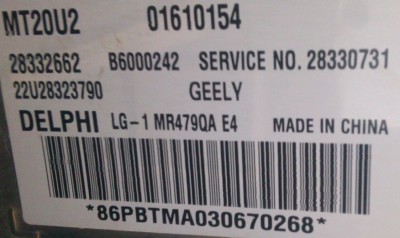 MT20U2 01610154
28332662 B6000242 SERVICE NO. 28330731
22U28323790 GEELY
DELPHI LG-1 MR479QA E4 MADE IN CHINA
*86PBTMA030670268*